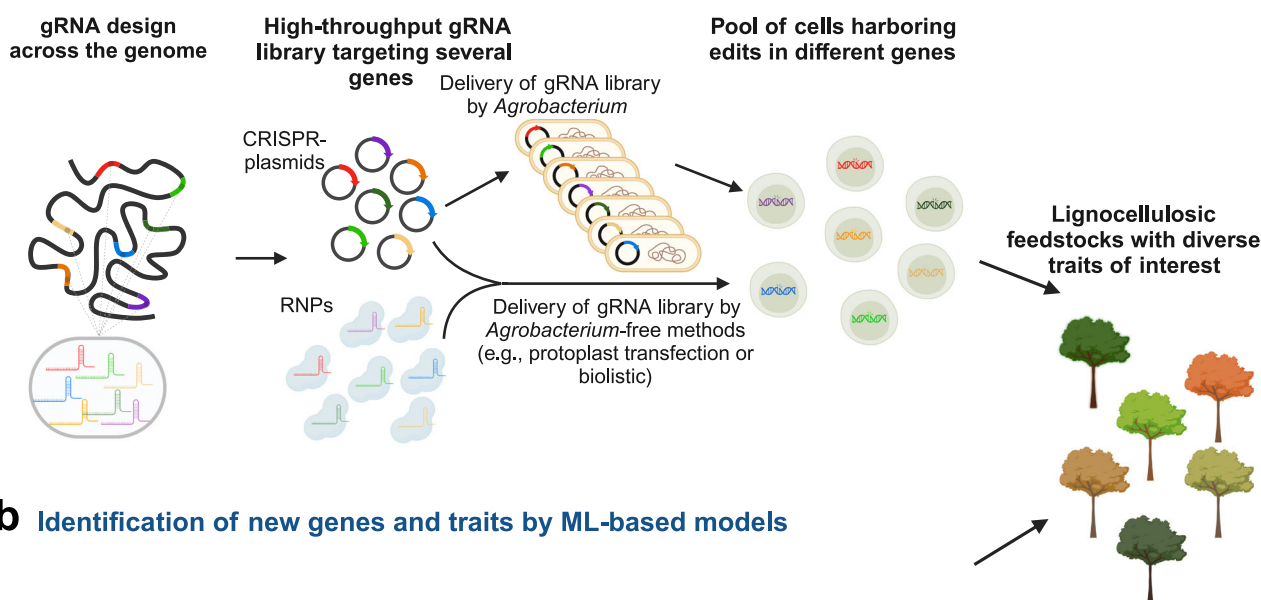 gRNA design
across the genome
High-throughput gRNA
library targeting several
genes
Pool of cells harboring
edits in different genes
Delivery of gRNA library
by Agrobacterium
CRISPR-
plasmids
Lignocellulosic
feedstocks with diverse
traits of interest
RNPs
Delivery of gRNA library by
Agrobacterium-free methods
(e.g., protoplast transfection or
biolistic)
b Identification of new genes and traits by ML-based models